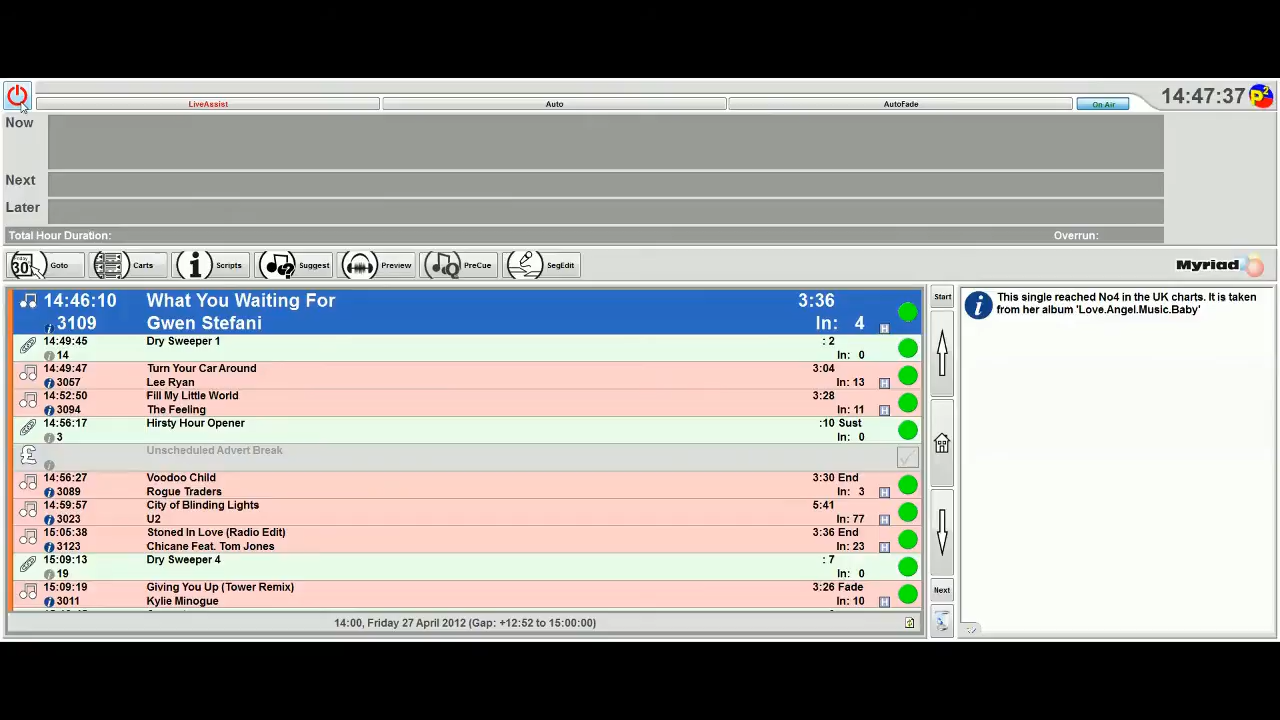 LiveAssist Auto AutoFade On Air 14:47:37 P²
Now
Next
Later
Total Hour Duration: Overrun:
30 Goto Carts Scripts Suggest Preview PreCue SegEdit Myriad
14:46:10 What You Waiting For 3:36
3109 Gwen Stefani In: 4 H
14:49:45 Dry Sweeper 1 : 2
14 In: 0
14:49:47 Turn Your Car Around 3:04
3057 Lee Ryan In: 13 H
14:52:50 Fill My Little World 3:28
3094 The Feeling In: 11 H
14:56:17 Hirsty Hour Opener :10 Sust
3 In: 0
Unscheduled Advert Break
14:56:27 Voodoo Child 3:30 End
3089 Rogue Traders In: 3 H
14:59:57 City of Blinding Lights 5:41
3023 U2 In: 77 H
15:05:38 Stoned In Love (Radio Edit) 3:36 End
3123 Chicane Feat. Tom Jones In: 23 H
15:09:13 Dry Sweeper 4 : 7
19 In: 0
15:09:19 Giving You Up (Tower Remix) 3:26 Fade
3011 Kylie Minogue In: 10 H
14:00, Friday 27 April 2012 (Gap: +12:52 to 15:00:00)
Start
Next
This single reached No4 in the UK charts. It is taken
from her album 'Love.Angel.Music.Baby'